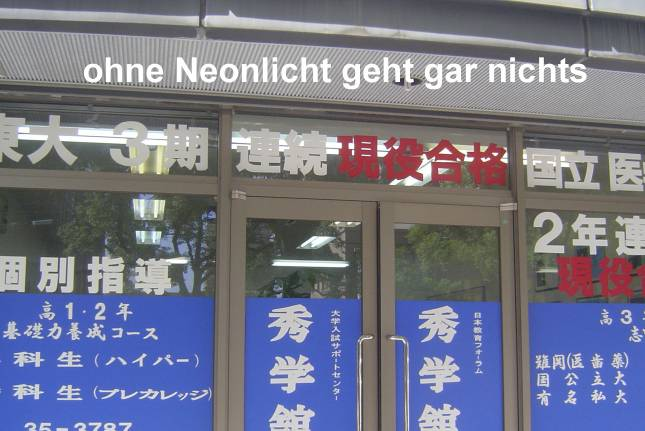 ohne Neonlicht geht gar nichts
東大 3期 連続 現役合格 国立 医
個別指導
高1・2年
基礎力養成コース
科生(ハイパー)
科生(プレカレッジ)
35-3787
秀学館
大学入試サポートセンター
秀学館
日本教育フォーラム
2年連
現役合
高3
難関(医歯薬)
国公立大
有名私大